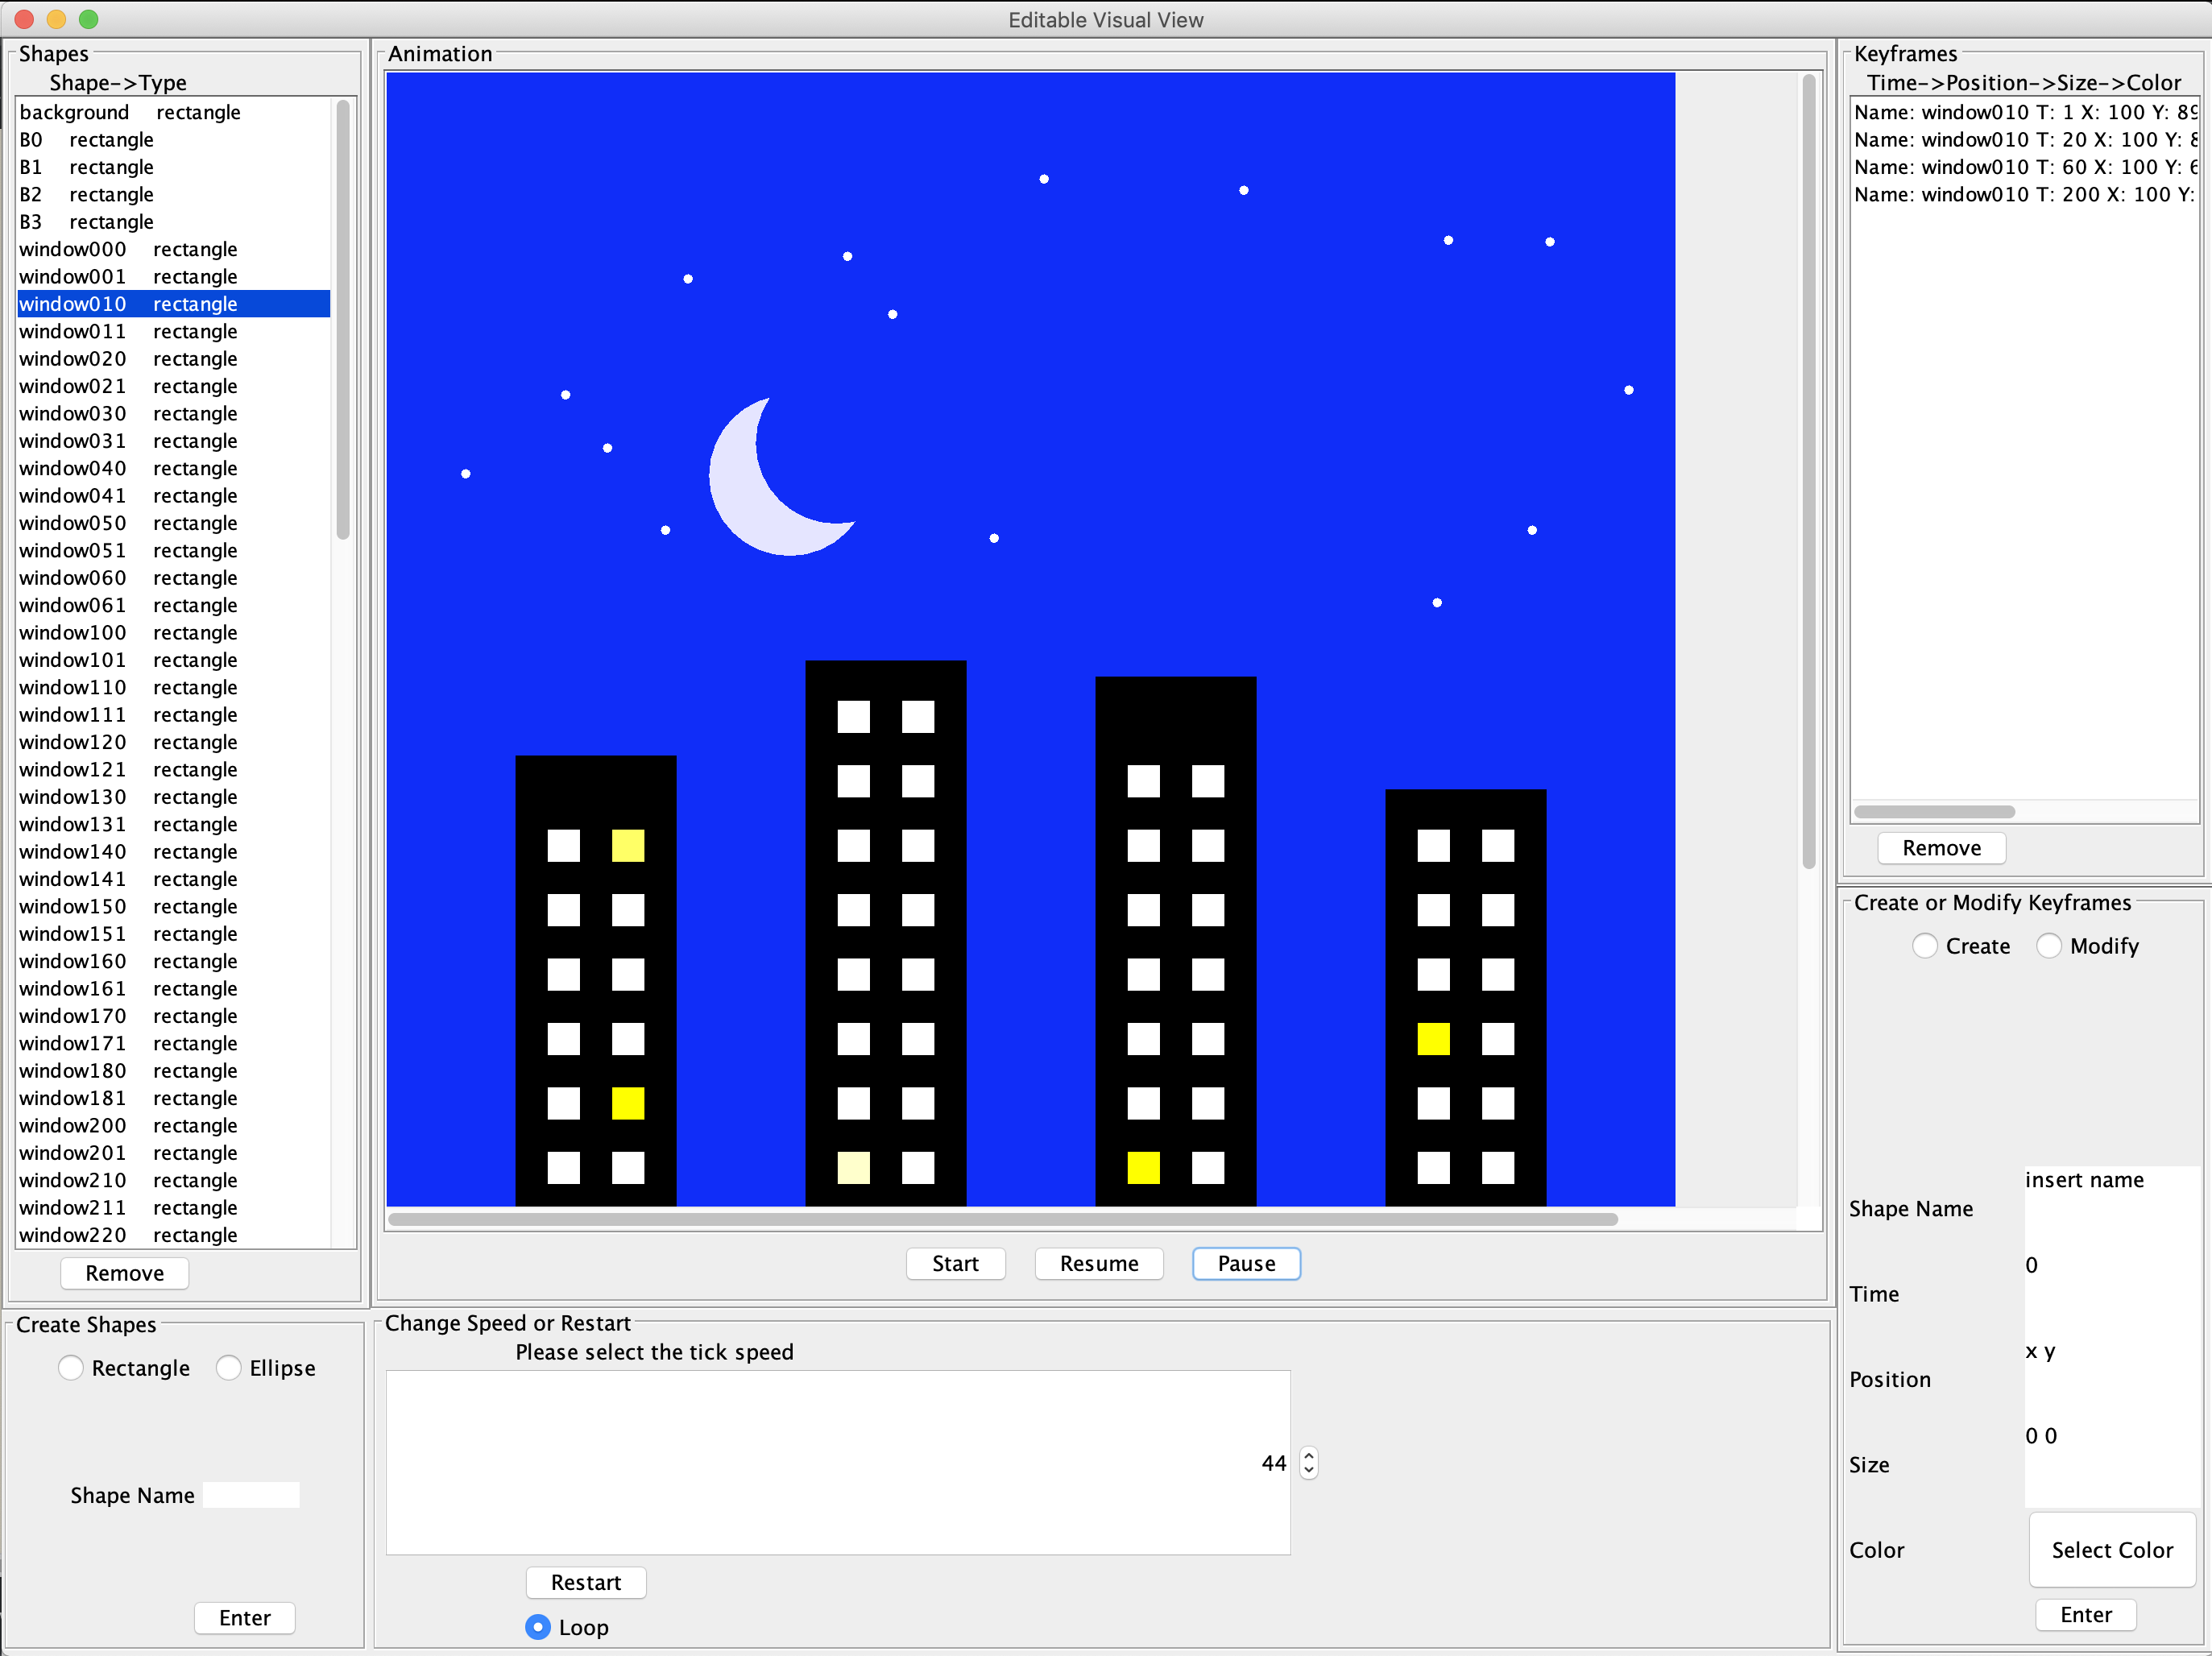 Editable Visual View
Shapes
Shape->Type
background rectangle
B0 rectangle
B1 rectangle
B2 rectangle
B3 rectangle
window000 rectangle
window001 rectangle
window010 rectangle
window011 rectangle
window020 rectangle
window021 rectangle
window030 rectangle
window031 rectangle
window040 rectangle
window041 rectangle
window050 rectangle
window051 rectangle
window060 rectangle
window061 rectangle
window100 rectangle
window101 rectangle
window110 rectangle
window111 rectangle
window120 rectangle
window121 rectangle
window130 rectangle
window131 rectangle
window140 rectangle
window141 rectangle
window150 rectangle
window151 rectangle
window160 rectangle
window161 rectangle
window170 rectangle
window171 rectangle
window180 rectangle
window181 rectangle
window200 rectangle
window201 rectangle
window210 rectangle
window211 rectangle
window220 rectangle
Remove
Animation
Start Resume Pause
Keyframes
Time->Position->Size->Color
Name: window010 T: 1 X: 100 Y:
Name: window010 T: 20 X: 100 Y:
Name: window010 T: 60 X: 100 Y:
Name: window010 T: 200 X: 100 Y:
Remove
Create or Modify Keyframes
Create Modify
insert name
Shape Name
0
Time
x y
Position
0 0
Size
Color
Select Color
Enter
Create Shapes
Rectangle Ellipse
Shape Name
Enter
Change Speed or Restart
Please select the tick speed
44
Restart
Loop